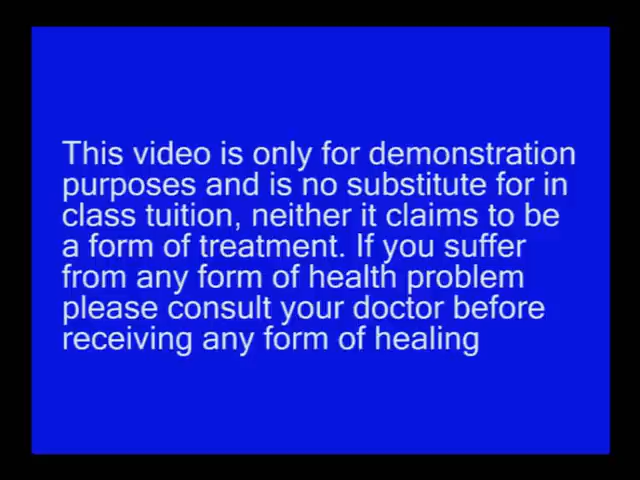 This video is only for demonstration
purposes and is no substitute for in
class tuition, neither it claims to be
a form of treatment. If you suffer
from any form of health problem
please consult your doctor before
receiving any form of healing